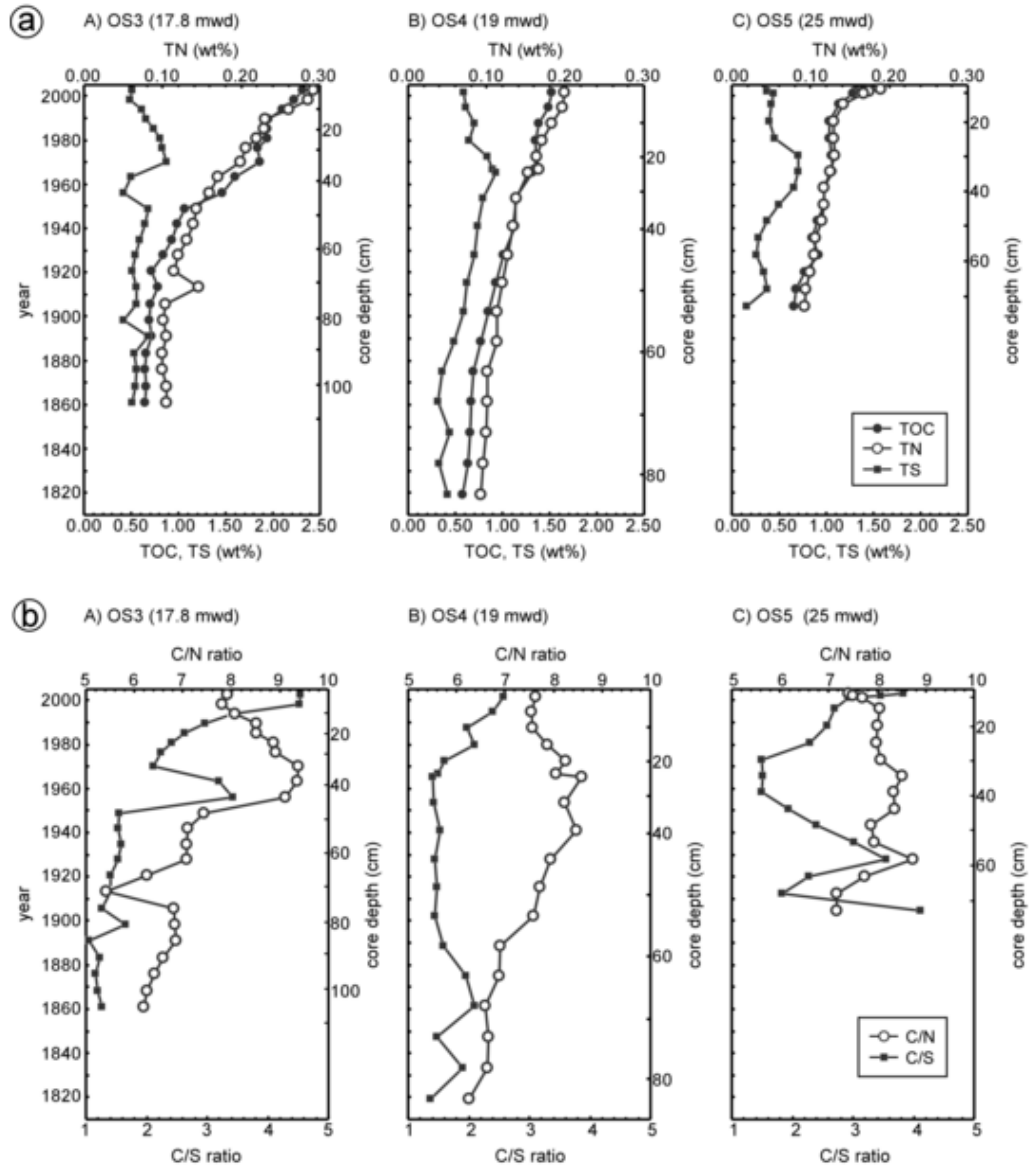 a
A) OS3 (17.8 mwd) B) OS4 (19 mwd) C) OS5 (25 mwd)
TN (wt%) TN (wt%) TN (wt%)
0.00 0.10 0.20 0.30 0.00 0.10 0.20 0.30 0.00 0.10 0.20 0.30
2000
1980
1960
1940
1920
1900
1880
1860
1840
1820
year
20
40
60
80
100
core depth (cm)
20
40
60
80
core depth (cm)
20
40
60
core depth (cm)
TOC
TN
TS
0.00 0.50 1.00 1.50 2.00 2.50 0.00 0.50 1.00 1.50 2.00 2.50 0.00 0.50 1.00 1.50 2.00 2.50
TOC, TS (wt%) TOC, TS (wt%) TOC, TS (wt%)
b
A) OS3 (17.8 mwd) B) OS4 (19 mwd) C) OS5 (25 mwd)
C/N ratio C/N ratio C/N ratio
5 6 7 8 9 10 5 6 7 8 9 10 5 6 7 8 9 10
2000
1980
1960
1940
1920
1900
1880
1860
1840
1820
year
20
40
60
80
100
core depth (cm)
20
40
60
80
core depth (cm)
20
40
60
core depth (cm)
C/N
C/S
1 2 3 4 5 1 2 3 4 5 1 2 3 4 5
C/S ratio C/S ratio C/S ratio